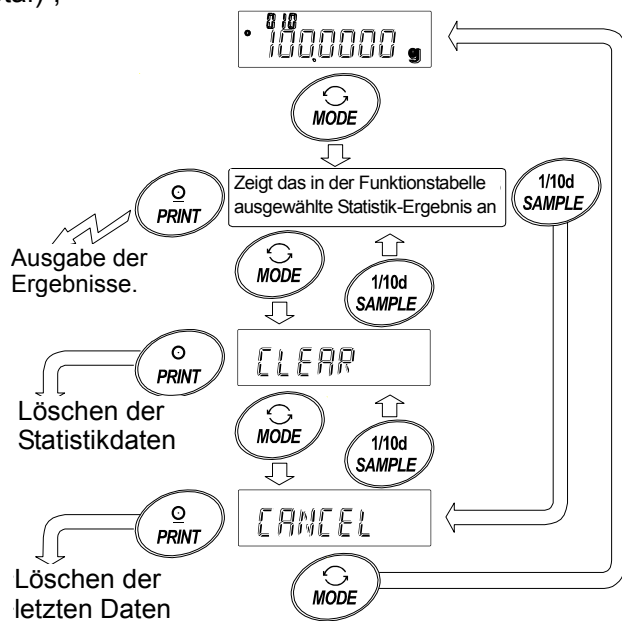 tal) ,
010
100.0000 g
MODE
Zeigt das in der Funktionstabelle
ausgewählte Statistik-Ergebnis an
PRINT
1/10d
SAMPLE
Ausgabe der
Ergebnisse.
MODE
1/10d
SAMPLE
PRINT
CLEAR
Löschen der
Statistikdaten
MODE
1/10d
SAMPLE
PRINT
CANCEL
Löschen der
letzten Daten
MODE